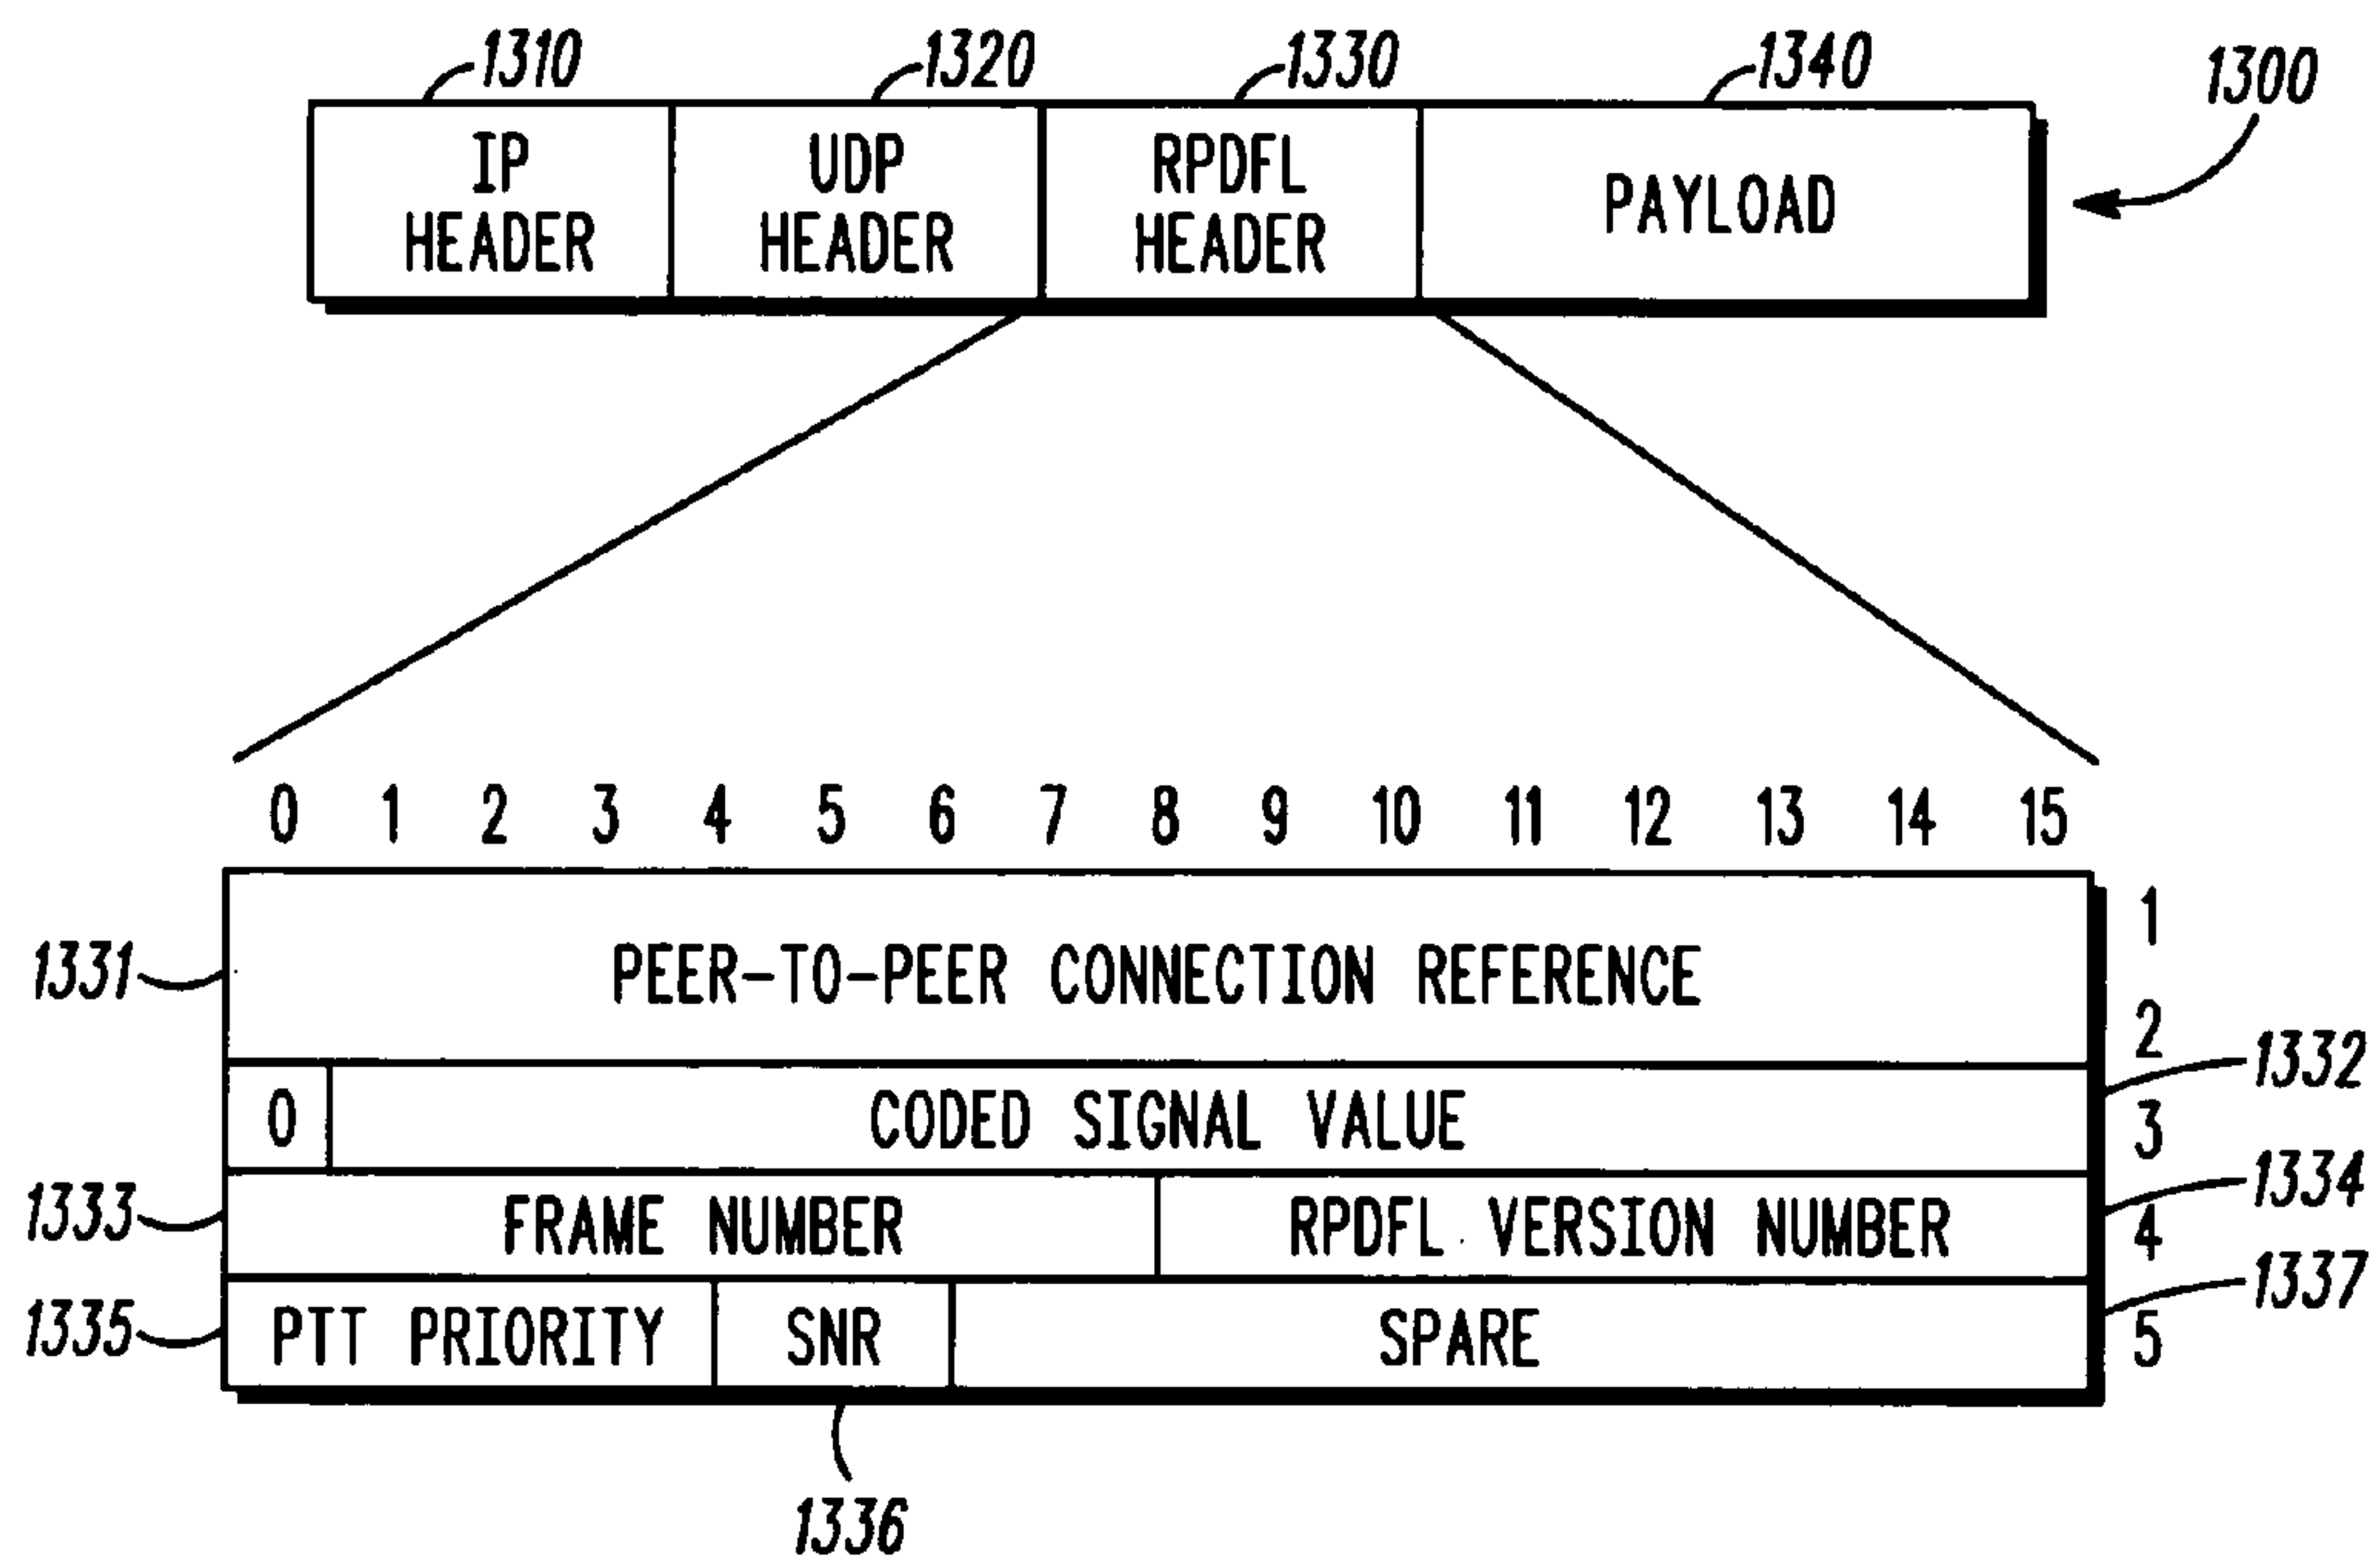 1310 1320 1330 1340 1300
IP HEADER
UDP HEADER
RPDFL HEADER
PAYLOAD
0 1 2 3 4 5 6 7 8 9 10 11 12 13 14 15
1
1331 PEER-TO-PEER CONNECTION REFERENCE
2
1332
0 CODED SIGNAL VALUE 3
1334
1333 FRAME NUMBER RPDFL VERSION NUMBER 4
1337
1335 PTT PRIORITY SNR SPARE 5
1336